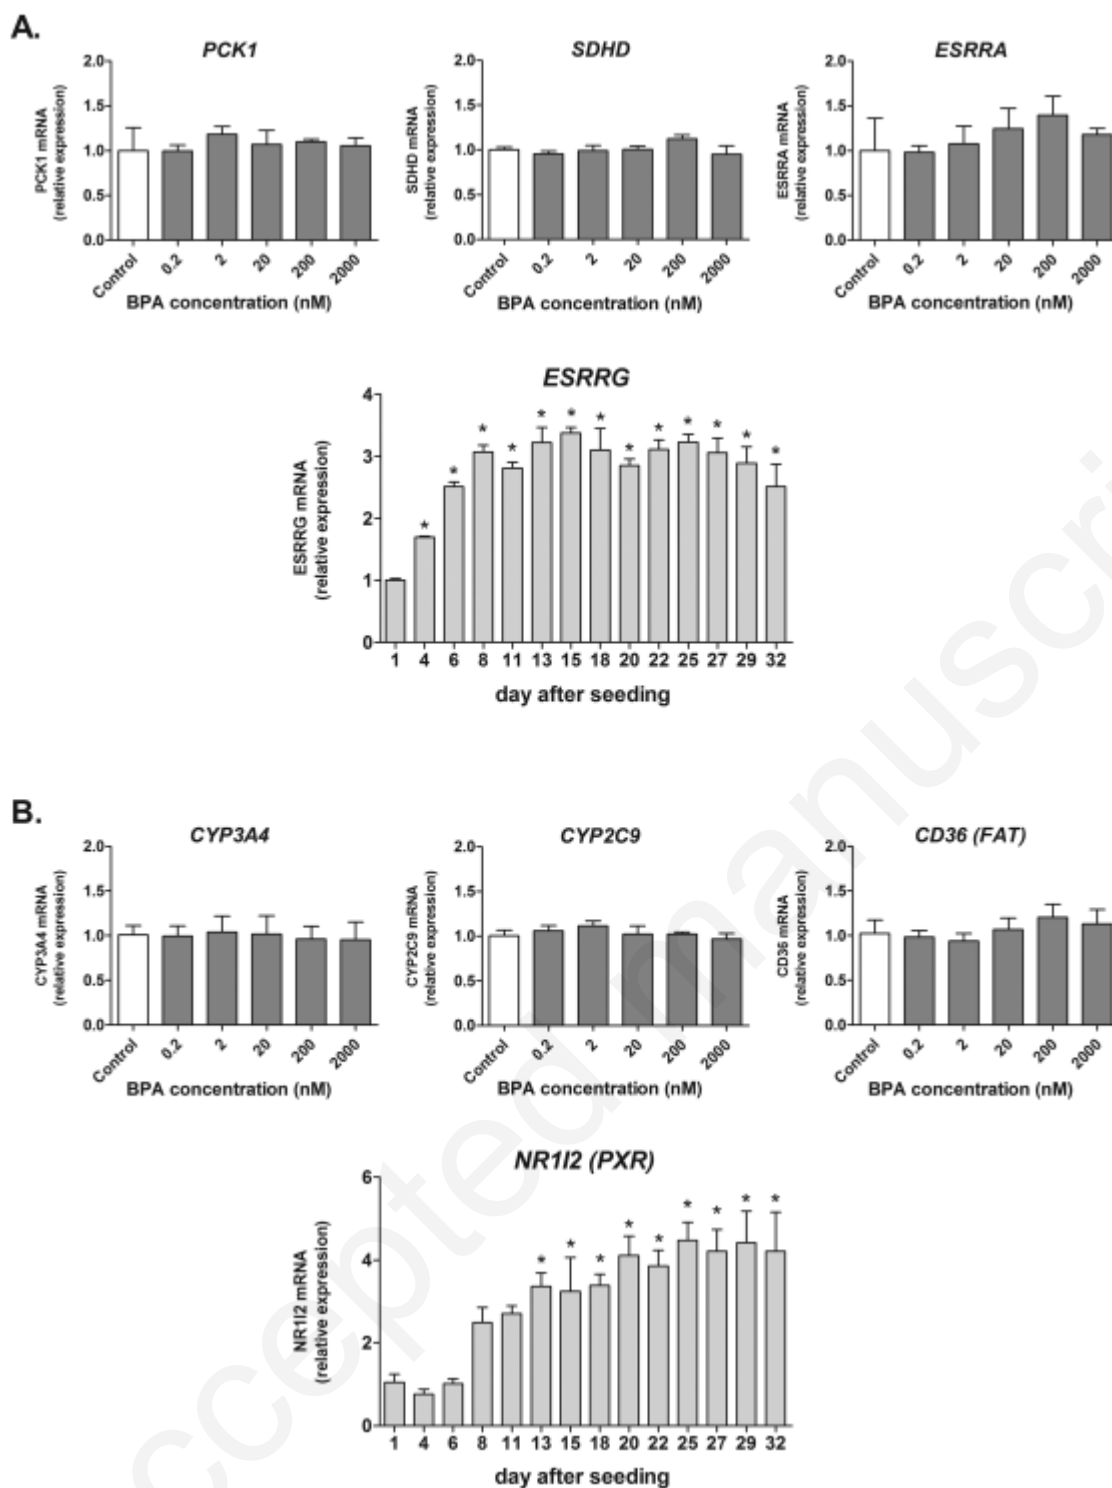 A.
PCK1
SDHD
ESRRA
PCK1 mRNA
(relative expression)
2.0
1.5
1.0
0.5
0.0
Control
0.2
2
20
200
2000
BPA concentration (nM)
SDHD mRNA
(relative expression)
2.0
1.5
1.0
0.5
0.0
Control
0.2
2
20
200
2000
BPA concentration (nM)
ESRRA mRNA
(relative expression)
2.0
1.5
1.0
0.5
0.0
Control
0.2
2
20
200
2000
BPA concentration (nM)
ESRRG
ESRRG mRNA
(relative expression)
4
3
2
1
0
* * * * * * * * * * * * *
1 4 6 8 11 13 15 18 20 22 25 27 29 32
day after seeding
B.
CYP3A4
CYP2C9
CD36 (FAT)
CYP3A4 mRNA
(relative expression)
2.0
1.5
1.0
0.5
0.0
Control
0.2
2
20
200
2000
BPA concentration (nM)
CYP2C9 mRNA
(relative expression)
2.0
1.5
1.0
0.5
0.0
Control
0.2
2
20
200
2000
BPA concentration (nM)
CD36 mRNA
(relative expression)
2.0
1.5
1.0
0.5
0.0
Control
0.2
2
20
200
2000
BPA concentration (nM)
NR1I2 (PXR)
NR1I2 mRNA
(relative expression)
6
4
2
0
* * * * * * * * *
1 4 6 8 11 13 15 18 20 22 25 27 29 32
day after seeding
ccepted manuscri